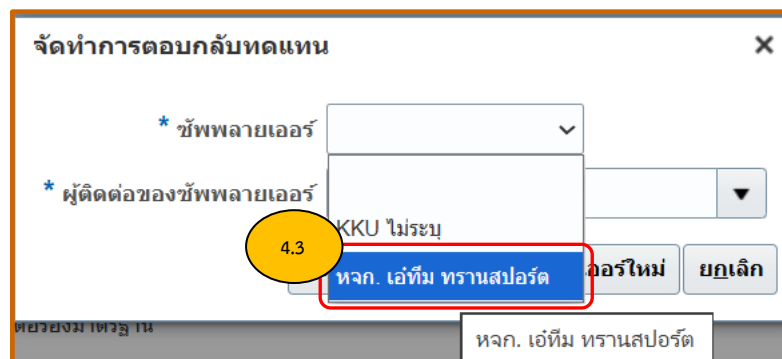 จัดทำการตอบกลับทดแทน
* ซัพพลายเออร์
* ผู้ติดต่อของซัพพลายเออร์
KKU ไม่ระบุ
4.3
หจก. เอ๋ทีม ทรานสปอร์ต
ออร์ใหม่
ยกเลิก
หจก. เอ๋ทีม ทรานสปอร์ต